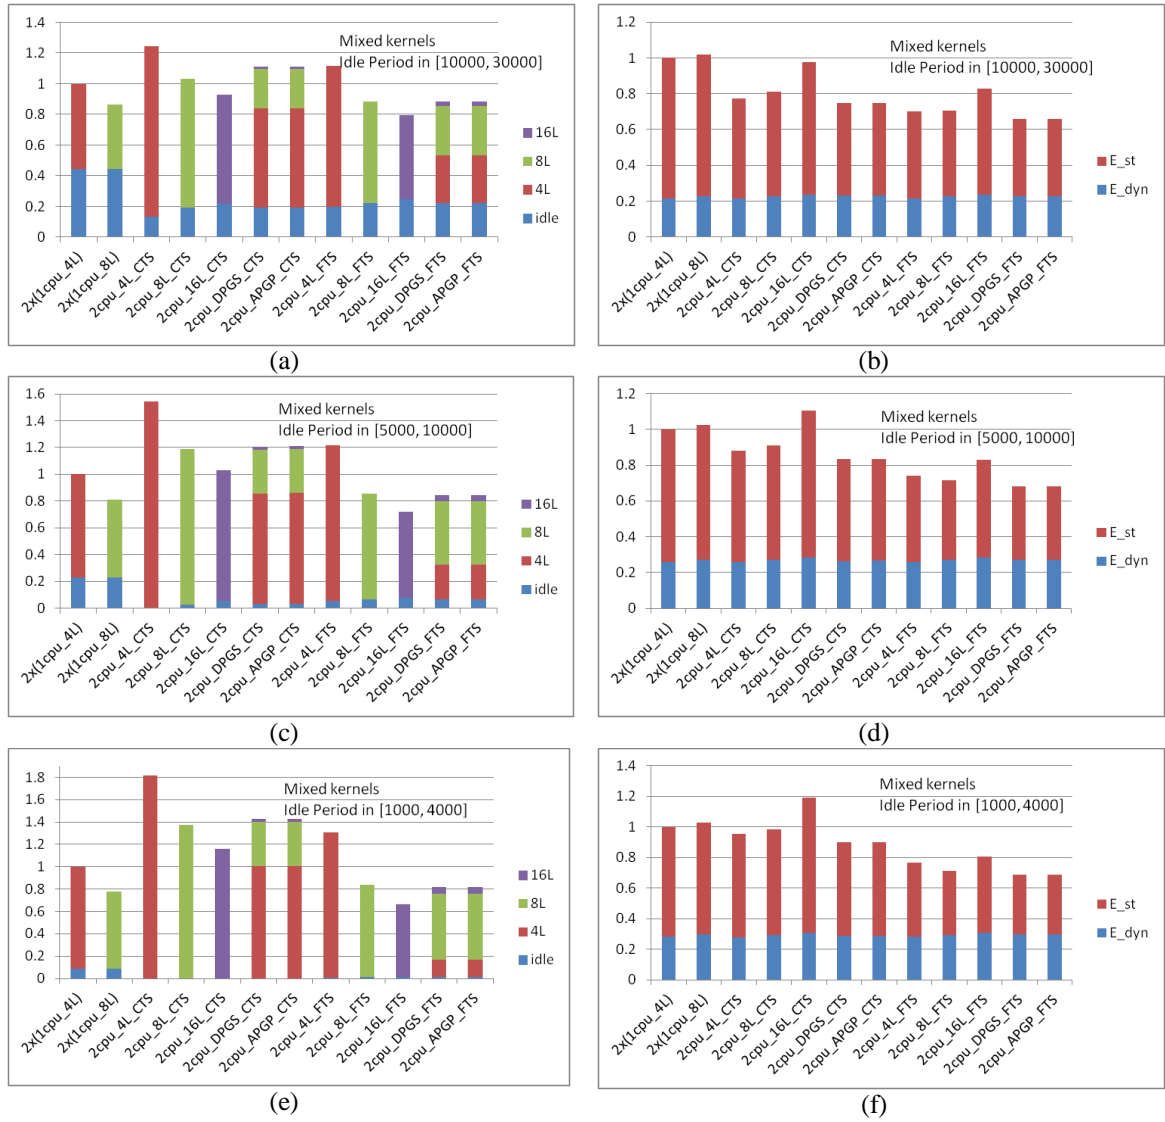 1.4
1.2
1
0.8
0.6
0.4
0.2
0
Mixed kernels
Idle Period in [10000, 30000]
16L
8L
4L
idle
2x(1cpu_4L)
2x(1cpu_8L)
2cpu_4L_CTS
2cpu_8L_CTS
2cpu_16L_CTS
2cpu_DPGS_CTS
2cpu_APGP_CTS
2cpu_4L_FTS
2cpu_8L_FTS
2cpu_16L_FTS
2cpu_DPGS_FTS
2cpu_APGP_FTS
(a)
1.2
1
0.8
0.6
0.4
0.2
0
Mixed kernels
Idle Period in [10000, 30000]
E_st
E_dyn
2x(1cpu_4L)
2x(1cpu_8L)
2cpu_4L_CTS
2cpu_8L_CTS
2cpu_16L_CTS
2cpu_DPGS_CTS
2cpu_APGP_CTS
2cpu_4L_FTS
2cpu_8L_FTS
2cpu_16L_FTS
2cpu_DPGS_FTS
2cpu_APGP_FTS
(b)
1.6
1.4
1.2
1
0.8
0.6
0.4
0.2
0
Mixed kernels
Idle Period in [5000, 10000]
16L
8L
4L
idle
2x(1cpu_4L)
2x(1cpu_8L)
2cpu_4L_CTS
2cpu_8L_CTS
2cpu_16L_CTS
2cpu_DPGS_CTS
2cpu_APGP_CTS
2cpu_4L_FTS
2cpu_8L_FTS
2cpu_16L_FTS
2cpu_DPGS_FTS
2cpu_APGP_FTS
(c)
1.2
1
0.8
0.6
0.4
0.2
0
Mixed kernels
Idle Period in [5000, 10000]
E_st
E_dyn
2x(1cpu_4L)
2x(1cpu_8L)
2cpu_4L_CTS
2cpu_8L_CTS
2cpu_16L_CTS
2cpu_DPGS_CTS
2cpu_APGP_CTS
2cpu_4L_FTS
2cpu_8L_FTS
2cpu_16L_FTS
2cpu_DPGS_FTS
2cpu_APGP_FTS
(d)
1.8
1.6
1.4
1.2
1
0.8
0.6
0.4
0.2
0
Mixed kernels
Idle Period in [1000, 4000]
16L
8L
4L
idle
2x(1cpu_4L)
2x(1cpu_8L)
2cpu_4L_CTS
2cpu_8L_CTS
2cpu_16L_CTS
2cpu_DPGS_CTS
2cpu_APGP_CTS
2cpu_4L_FTS
2cpu_8L_FTS
2cpu_16L_FTS
2cpu_DPGS_FTS
2cpu_APGP_FTS
(e)
1.4
1.2
1
0.8
0.6
0.4
0.2
0
Mixed kernels
Idle Period in [1000, 4000]
E_st
E_dyn
2x(1cpu_4L)
2x(1cpu_8L)
2cpu_4L_CTS
2cpu_8L_CTS
2cpu_16L_CTS
2cpu_DPGS_CTS
2cpu_APGP_CTS
2cpu_4L_FTS
2cpu_8L_FTS
2cpu_16L_FTS
2cpu_DPGS_FTS
2cpu_APGP_FTS
(f)